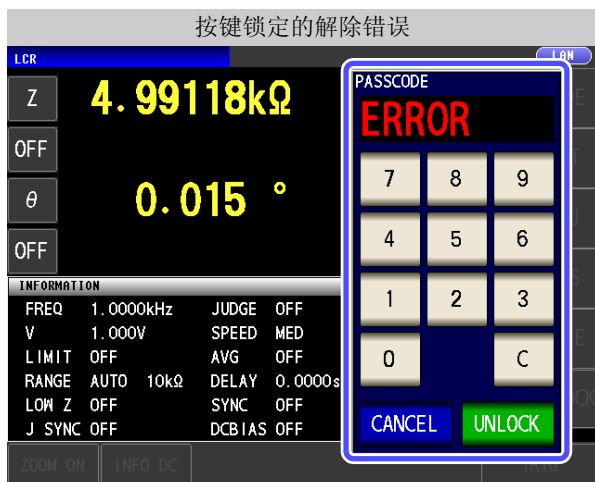 按键锁定的解除错误
LCR
LAN
Z 4.99118kΩ
OFF
θ 0.015 °
OFF
INFORMATION
FREQ 1.0000kHz JUDGE OFF
V 1.000V SPEED MED
LIMIT OFF AVG OFF
RANGE AUTO 10kΩ DELAY 0.0000s
LOW Z OFF SYNC OFF
J SYNC OFF DCBIAS OFF
ZOOM ON INFO DC
PASSCODE
ERROR
7 8 9
4 5 6
1 2 3
0 C
CANCEL UNLOCK